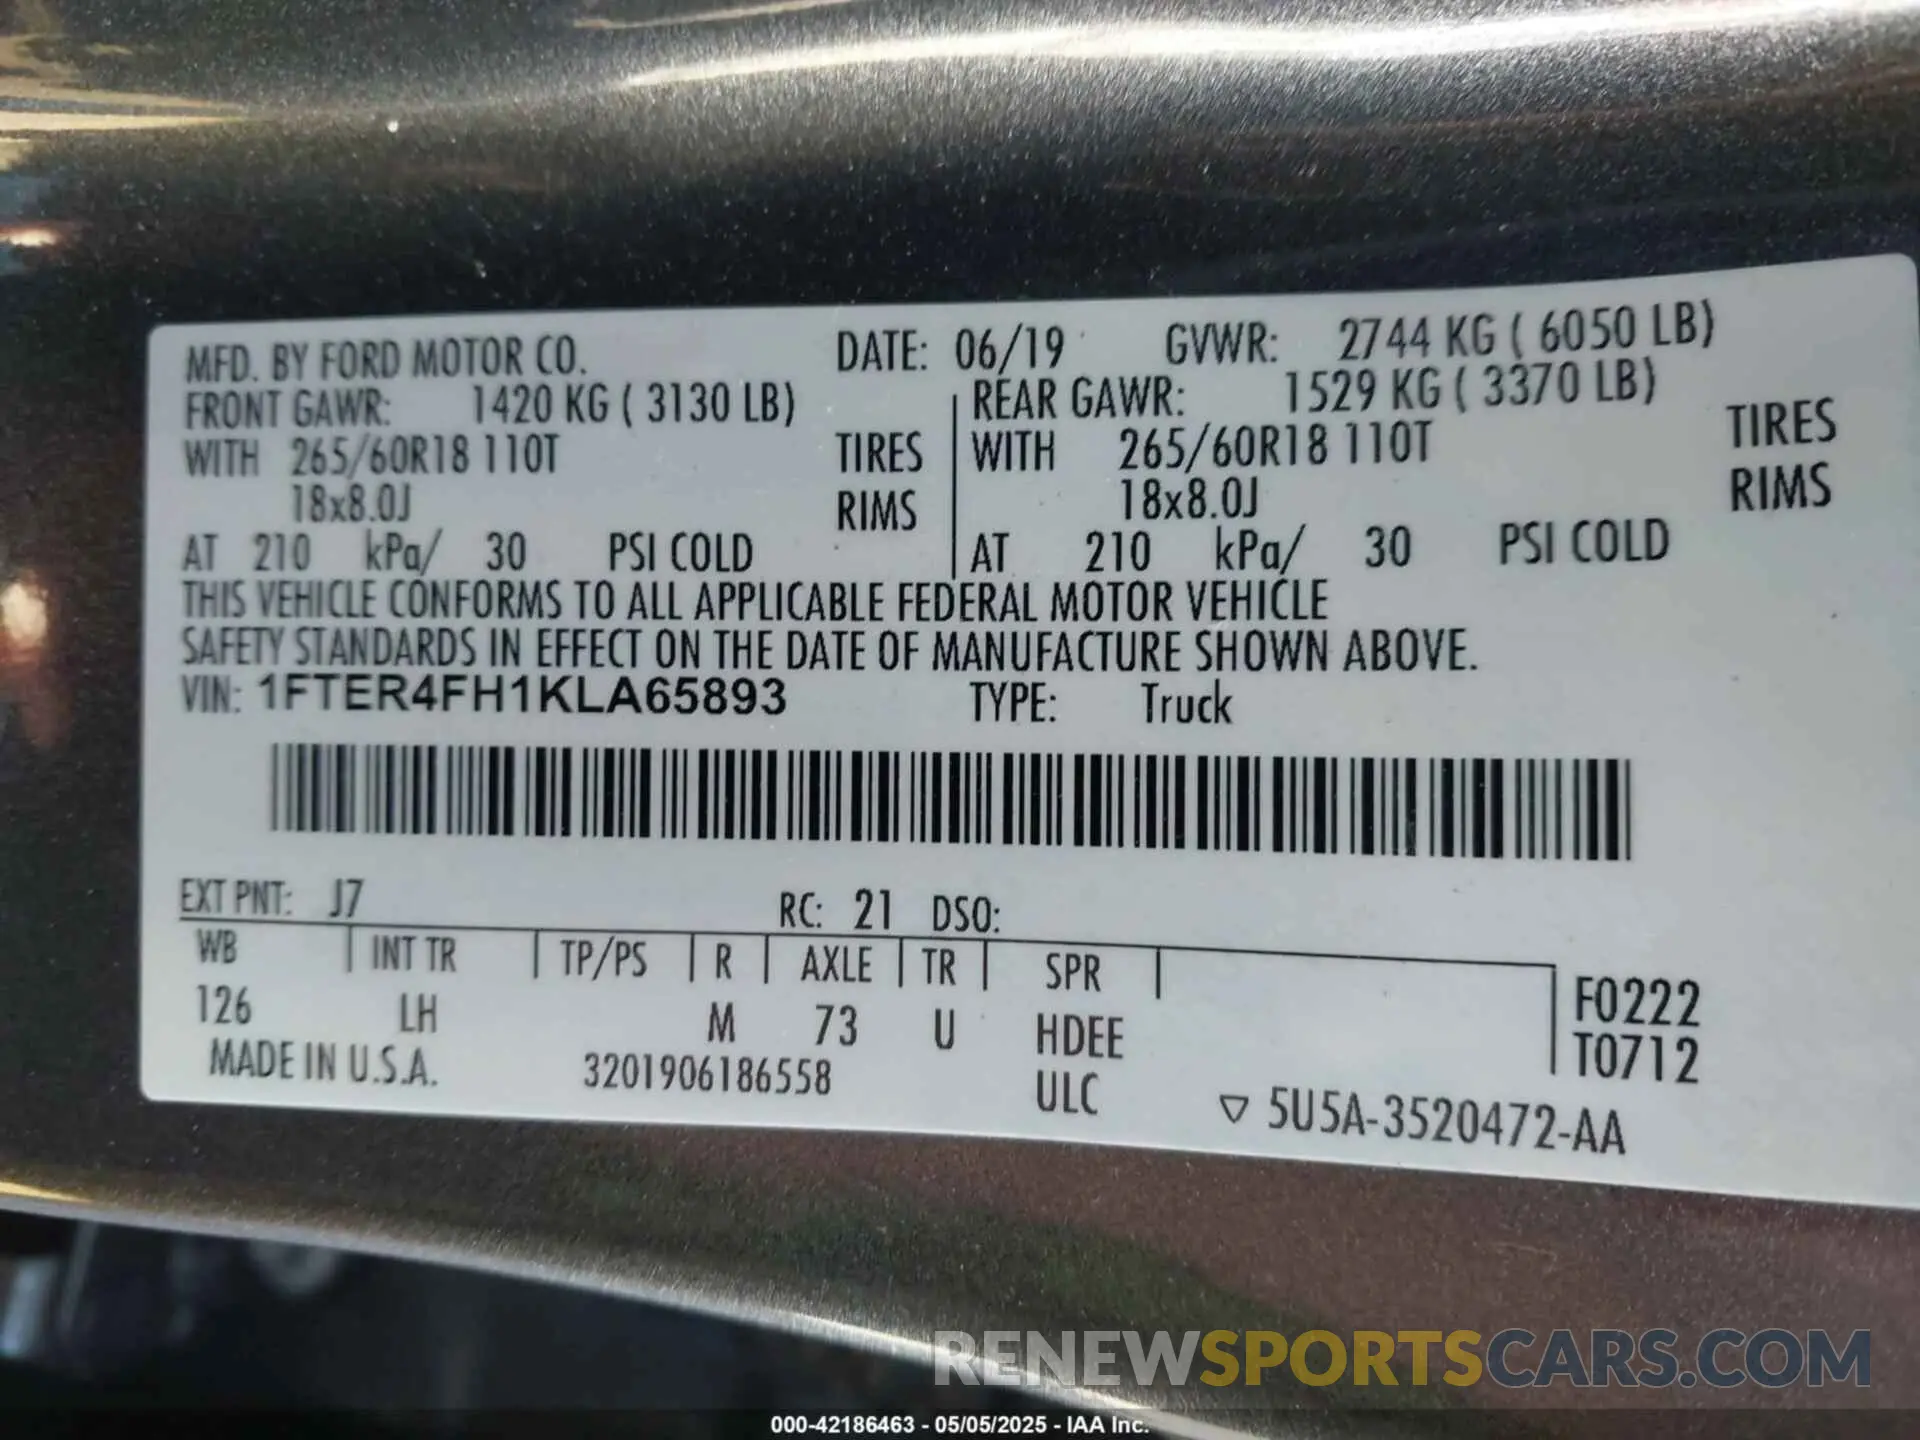 MFD. BY FORD MOTOR CO. DATE: 06/19 GVWR: 2744 KG ( 6050 LB)
FRONT GAWR: 1420 KG ( 3130 LB) REAR GAWR: 1529 KG ( 3370 LB)
WITH 265/60R18 110T TIRES WITH 265/60R18 110T TIRES
18x8.0J RIMS 18x8.0J RIMS
AT 210 kPa/ 30 PSI COLD AT 210 kPa/ 30 PSI COLD
THIS VEHICLE CONFORMS TO ALL APPLICABLE FEDERAL MOTOR VEHICLE
SAFETY STANDARDS IN EFFECT ON THE DATE OF MANUFACTURE SHOWN ABOVE.
VIN: 1FTER4FH1KLA65893 TYPE: Truck
EXT PNT: J7 RC: 21 DSO:
WB INT TR TP/PS R AXLE TR SPR
126 LH M 73 U HDEE F0222
ULC T0712
MADE IN U.S.A. 3201906186558 ▽ 5U5A-3520472-AA
RENEWSPORTSCARS.COM
000-42186463 - 05/05/2025 - IAA Inc.